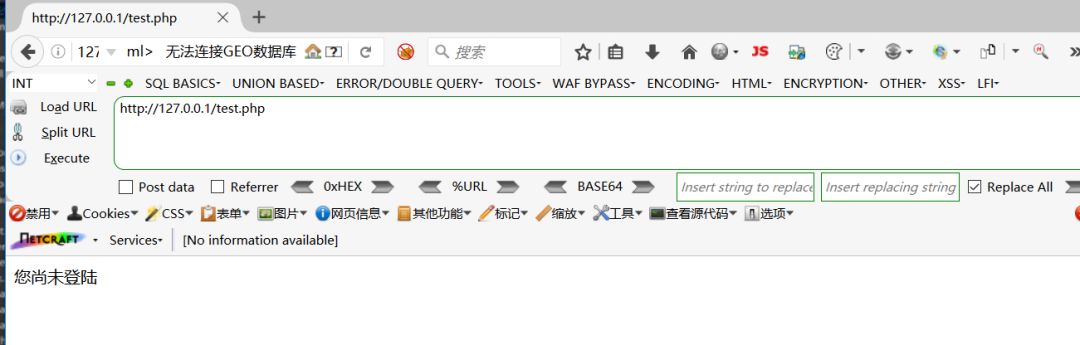 http://127.0.0.1/test.php
127 ml> 无法连接GEO数据库 搜索 JS
INT SQL BASICS UNION BASED ERROR/DOUBLE QUERY TOOLS WAF BYPASS ENCODING HTML ENCRYPTION OTHER XSS LFI
Load URL http://127.0.0.1/test.php
Split URL
Execute
Post data Referrer 0xHEX %URL BASE64 Insert string to replace Insert replacing string Replace All
禁用 Cookies CSS 表单 图片 网页信息 其他功能 标记 缩放 工具 查看源代码 选项
NETCRAFT Services [No information available]
您尚未登陆